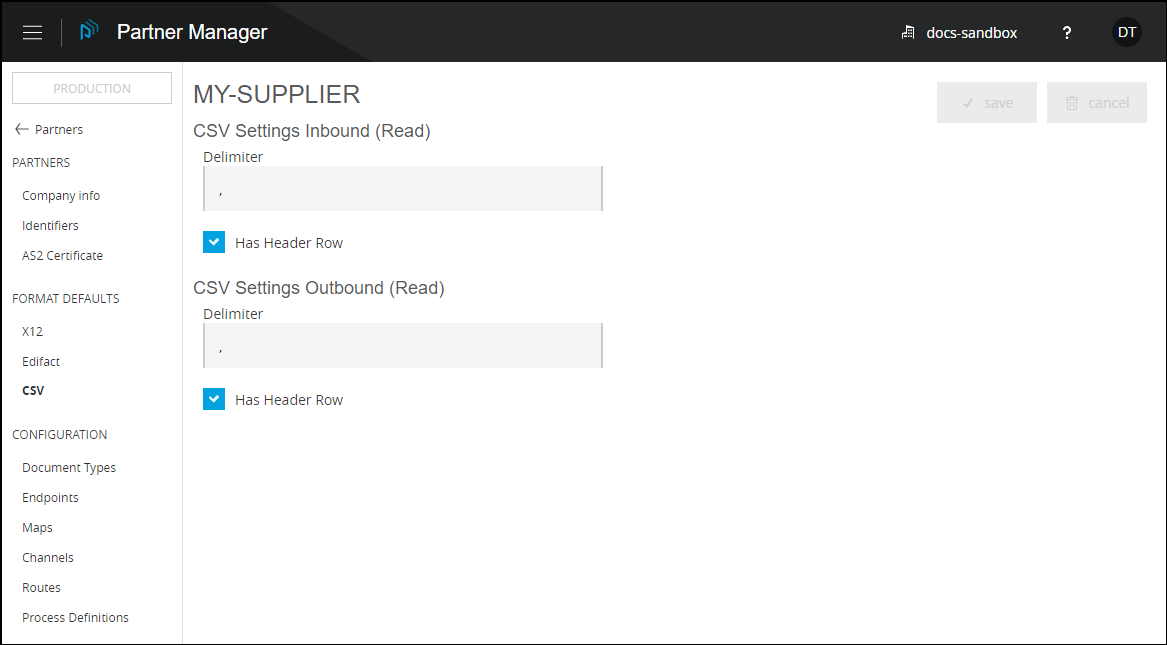 Partner Manager
docs-sandbox
?
DT
PRODUCTION
Partners
PARTNERS
Company info
Identifiers
AS2 Certificate
FORMAT DEFAULTS
X12
Edifact
CSV
CONFIGURATION
Document Types
Endpoints
Maps
Channels
Routes
Process Definitions
MY-SUPPLIER
save
cancel
CSV Settings Inbound (Read)
Delimiter
,
Has Header Row
CSV Settings Outbound (Read)
Delimiter
,
Has Header Row